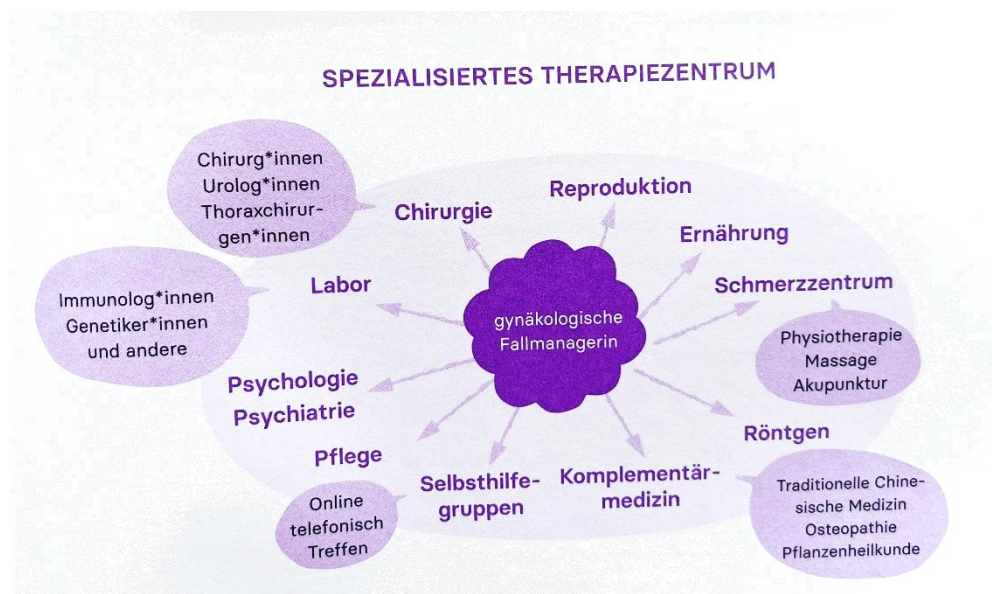 SPEZIALISIERTES THERAPIEZENTRUM
Chirurg*innen
Urolog*innen
Thoraxchirur-
gen*innen
Chirurgie
Reproduktion
Ernährung
Immunolog*innen
Genetiker*innen
und andere
Labor
Schmerzzentrum
gynäkologische
Fallmanagerin
Physiotherapie
Massage
Akupunktur
Psychologie
Psychiatrie
Röntgen
Pflege
Selbsthilfe-
gruppen
Komplementär-
medizin
Online
telefonisch
Treffen
Traditionelle Chine-
sische Medizin
Osteopathie
Pflanzenheilkunde